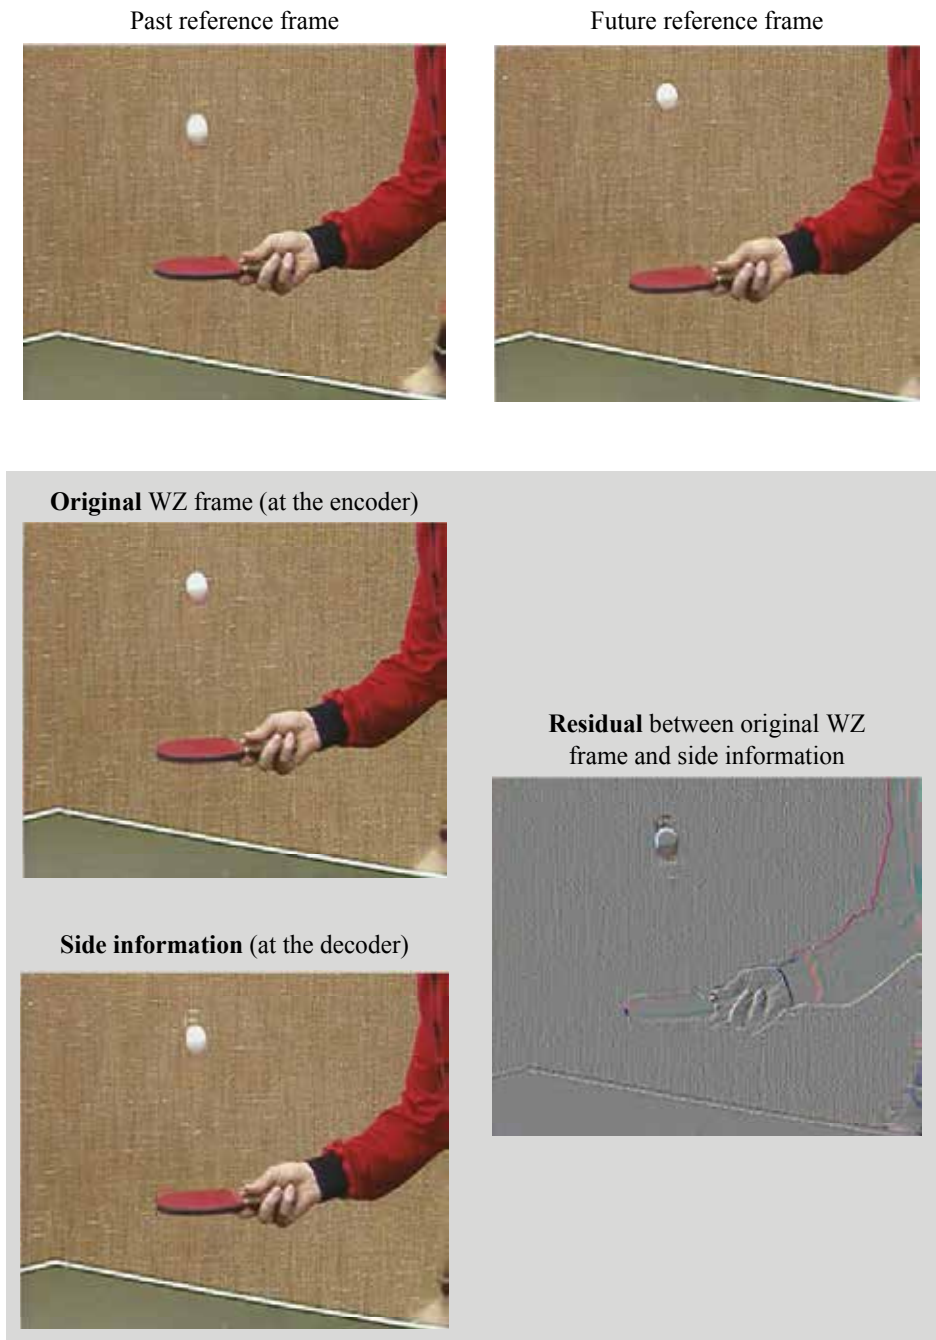 Past reference frame
Future reference frame
Original WZ frame (at the encoder)
Residual between original WZ
frame and side information
Side information (at the decoder)